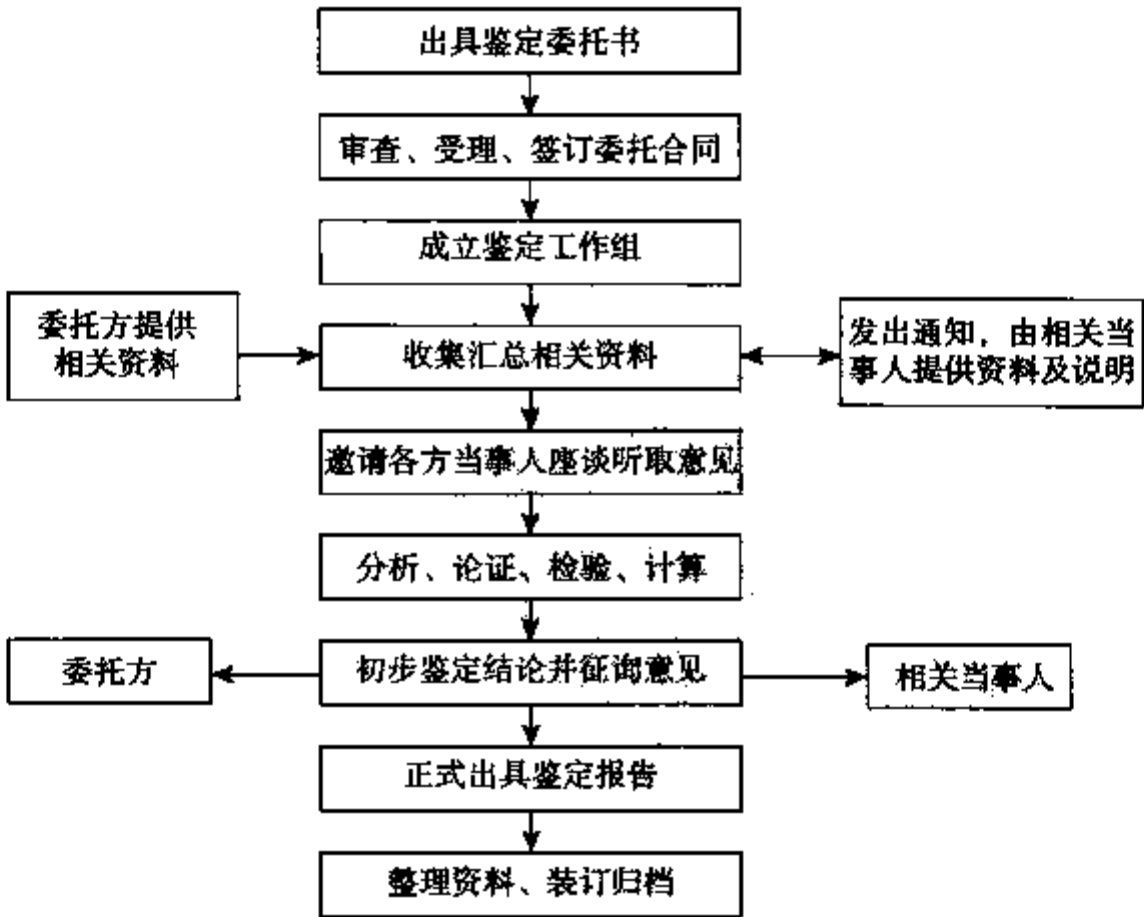 出具鉴定委托书
审查、受理、签订委托合同
成立鉴定工作组
委托方提供
相关资料
收集汇总相关资料
发出通知，由相关当
事人提供资料及说明
邀请各方当事人座谈听取意见
分析、论证、检验、计算
委托方
初步鉴定结论并征询意见
相关当事人
正式出具鉴定报告
整理资料、装订归档